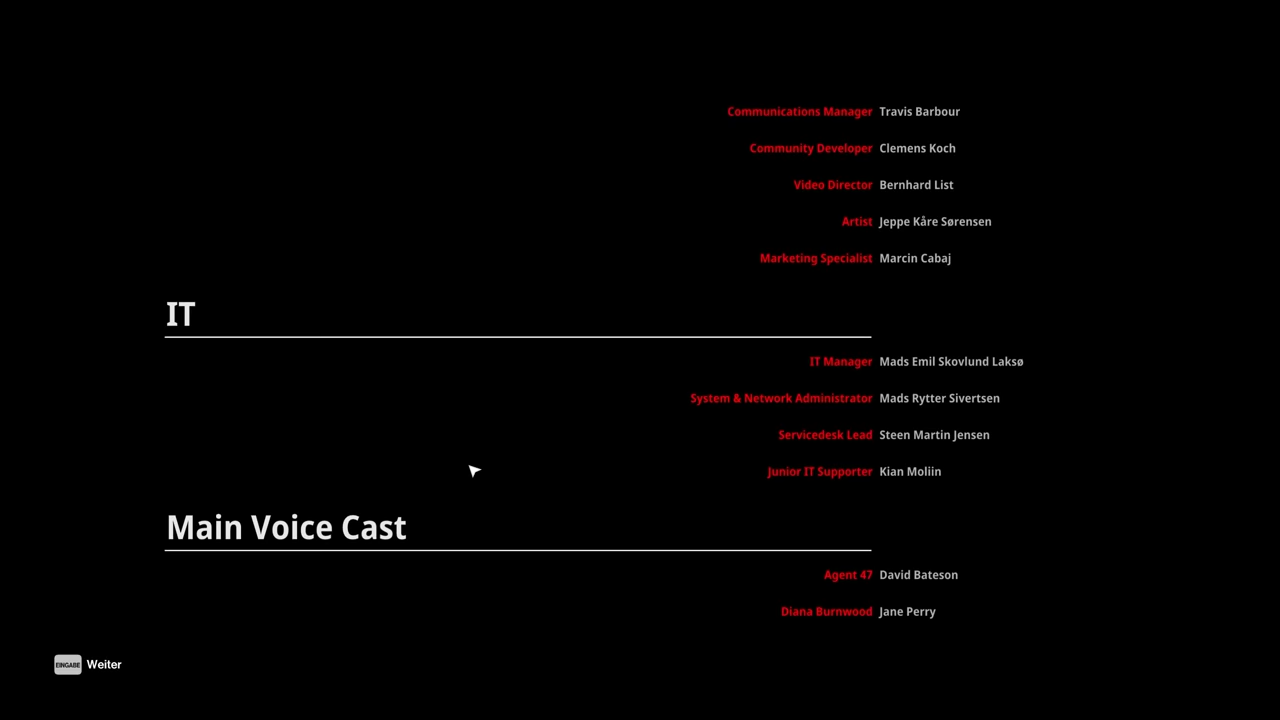 Communications Manager Travis Barbour
Community Developer Clemens Koch
Video Director Bernhard List
Artist Jeppe Kåre Sørensen
Marketing Specialist Marcin Cabaj
IT
IT Manager Mads Emil Skovlund Laksø
System & Network Administrator Mads Rytter Sivertsen
Servicedesk Lead Steen Martin Jensen
Junior IT Supporter Kian Moliin
Main Voice Cast
Agent 47 David Bateson
Diana Burnwood Jane Perry
EINGABE Weiter